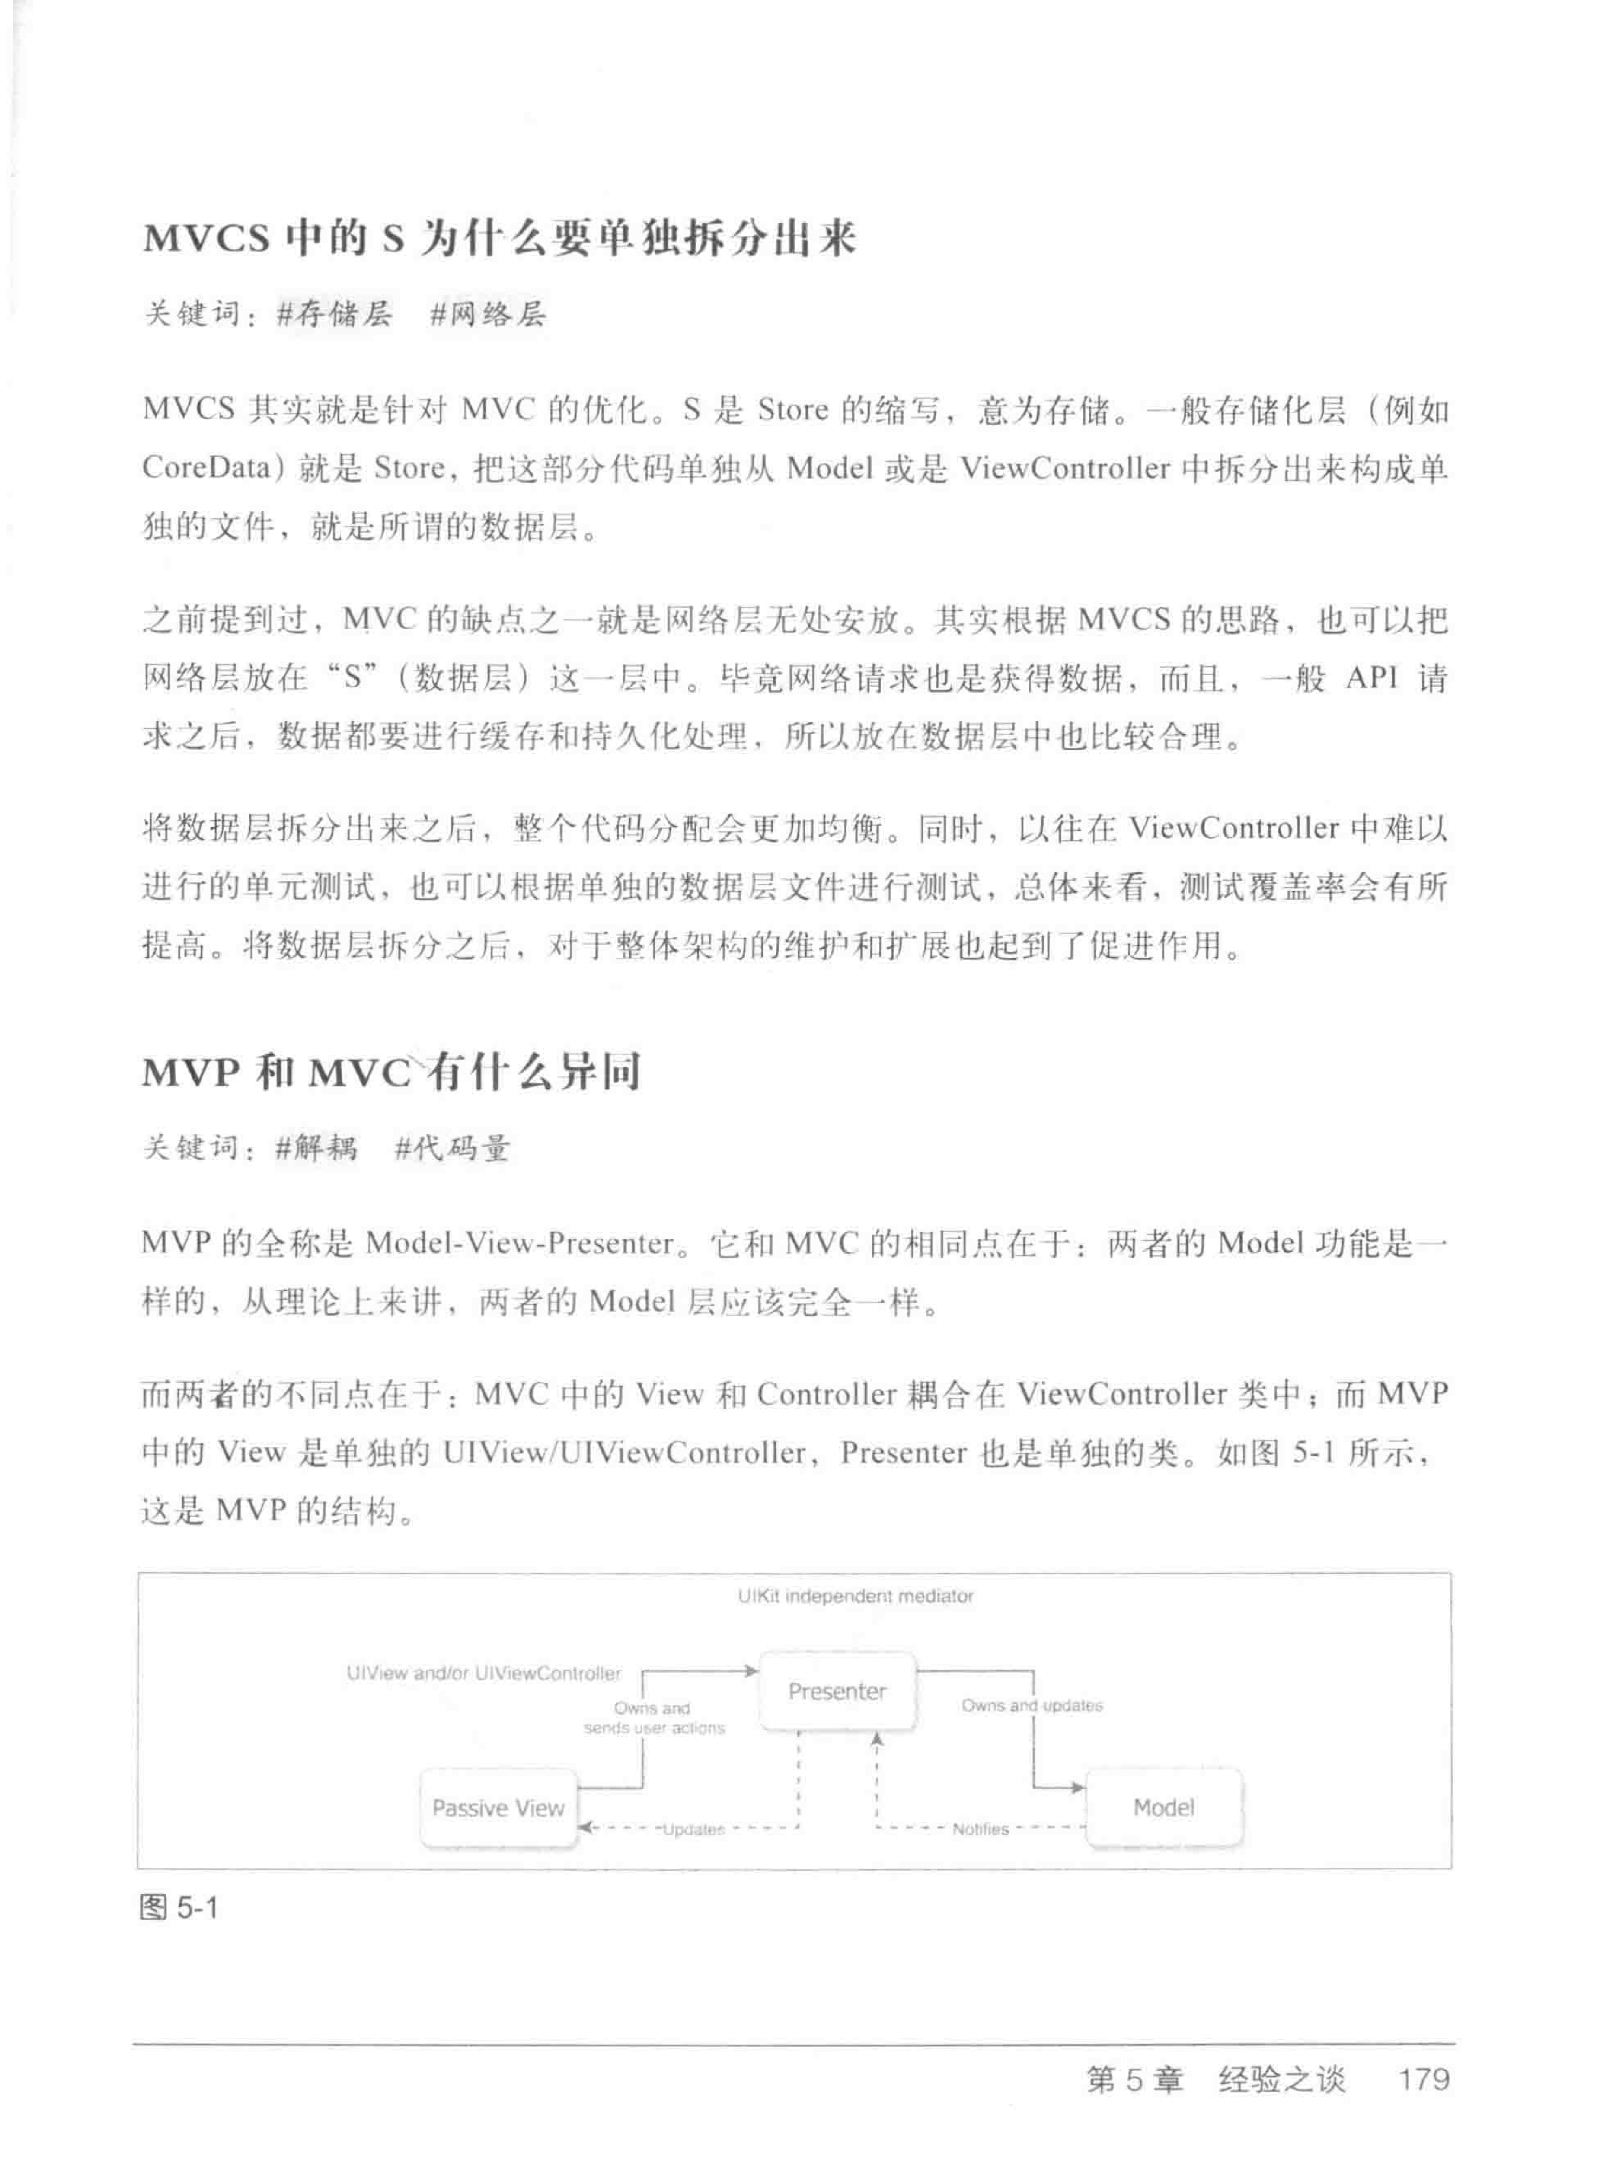 MVCS 中的 S 为什么要单独拆分出来
关键词：#存储层 #网络层
MVCS 其实就是针对 MVC 的优化。S 是 Store 的缩写，意为存储。一般存储化层（例如
CoreData）就是 Store，把这部分代码单独从 Model 或是 ViewController 中拆分出来构成单
独的文件，就是所谓的数据层。
之前提到过，MVC 的缺点之一就是网络层无处安放。其实根据 MVCS 的思路，也可以把
网络层放在“S”（数据层）这一层中。毕竟网络请求也是获得数据，而且，一般 API 请
求之后，数据都要进行缓存和持久化处理，所以放在数据层中也比较合理。
将数据层拆分出来之后，整个代码分配会更加均衡。同时，以往在 ViewController 中难以
进行的单元测试，也可以根据单独的数据层文件进行测试，总体来看，测试覆盖率会有所
提高。将数据层拆分之后，对于整体架构的维护和扩展也起到了促进作用。
MVP 和 MVC 有什么异同
关键词：#解耦 #代码量
MVP 的全称是 Model-View-Presenter。它和 MVC 的相同点在于：两者的 Model 功能是一
样的，从理论上来讲，两者的 Model 层应该完全一样。
而两者的不同点在于：MVC 中的 View 和 Controller 耦合在 ViewController 类中；而 MVP
中的 View 是单独的 UIView/UIViewController，Presenter 也是单独的类。如图 5-1 所示，
这是 MVP 的结构。
UIKit independent mediator
UIView and/or UIViewController
Presenter
Owns and
sends user actions
Owns and updates
Passive View
Model
Updates
Notifies
图 5-1
第 5 章 经验之谈 179